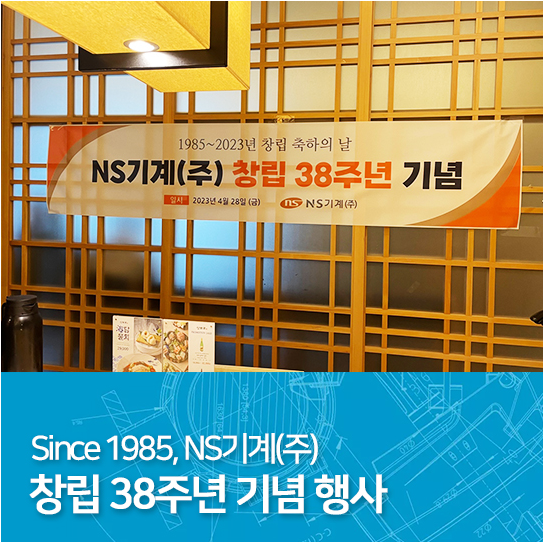 1985~2023년 창립 축하의 날
NS기계(주) 창립 38주년 기념
일시 2023년 4월 28일 (금) ns NS기계(주)
Since 1985, NS기계(주)
창립 38주년 기념 행사